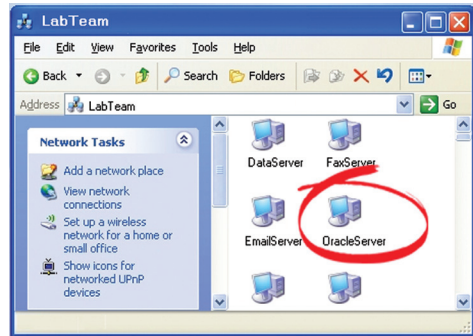 LabTeam
File Edit View Favorites Tools Help
Back Search Folders
Address LabTeam Go
Network Tasks
Add a network place
View network
connections
Set up a wireless
network for a home or
small office
Show icons for
networked UPnP
devices
DataServer FaxServer
EmailServer OracleServer